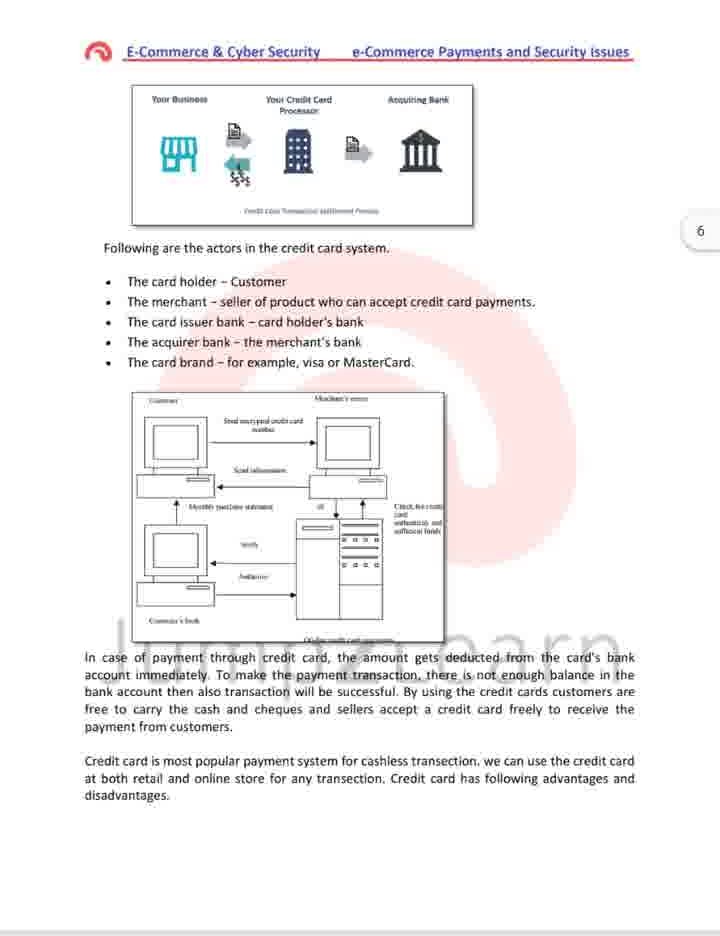 E-Commerce & Cyber Security e-Commerce Payments and Security Issues
Your Business Your Credit Card Acquiring Bank
Processor
Credit Card Transaction Settlement Process
6
Following are the actors in the credit card system.
• The card holder – Customer
• The merchant – seller of product who can accept credit card payments.
• The card issuer bank – card holder's bank
• The acquirer bank – the merchant's bank
• The card brand – for example, visa or MasterCard.
Customer Merchant's server
Send encrypted credit card
number
Send information
Monthly purchase statement
Check for credit
card
authenticity and
sufficient funds
Verify
Authorize
Customer's bank
On-line credit card
Jump2Learn
In case of payment through credit card, the amount gets deducted from the card's bank
account immediately. To make the payment transaction, there is not enough balance in the
bank account then also transaction will be successful. By using the credit cards customers are
free to carry the cash and cheques and sellers accept a credit card freely to receive the
payment from customers.
Credit card is most popular payment system for cashless transection. we can use the credit card
at both retail and online store for any transection. Credit card has following advantages and
disadvantages.